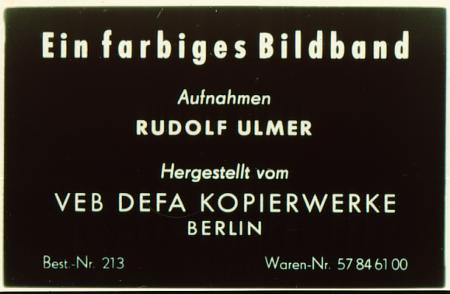 Ein farbiges Bildband
Aufnahmen
RUDOLF ULMER
Hergestellt vom
VEB DEFA KOPIERWERKE
BERLIN
Best.-Nr. 213 Waren-Nr. 57 84 61 00